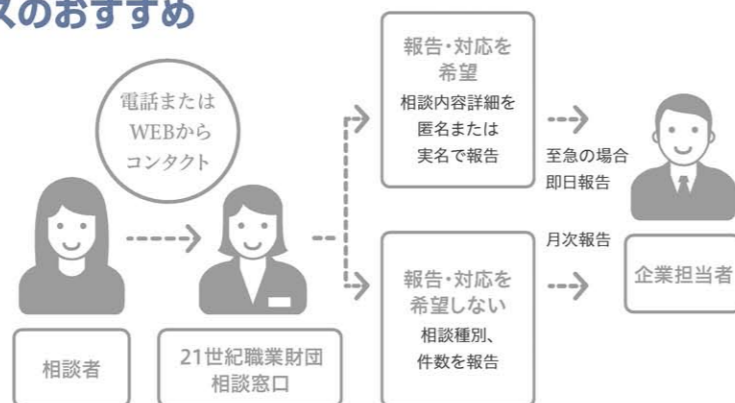 スのおすすめ
電話または
WEBから
コンタクト
相談者
21世紀職業財団
相談窓口
報告・対応を
希望
相談内容詳細を
匿名または
実名で報告
至急の場合
即日報告
報告・対応を
希望しない
相談種別、
件数を報告
月次報告
企業担当者